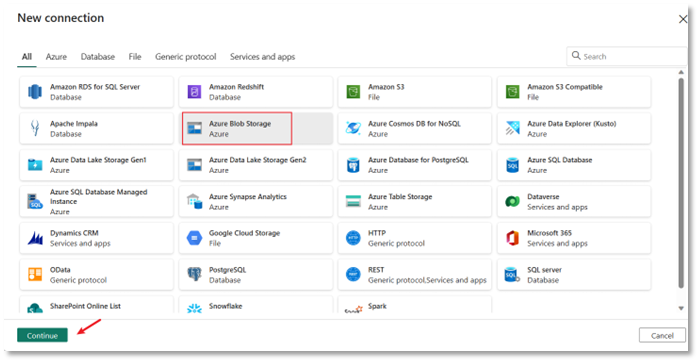 New connection
All Azure Database File Generic protocol Services and apps Search
Amazon RDS for SQL Server
Database
Amazon Redshift
Database
Amazon S3
File
Amazon S3 Compatible
File
Apache Impala
Database
Azure Blob Storage
Azure
Azure Cosmos DB for NoSQL
Azure
Azure Data Explorer (Kusto)
Azure
Azure Data Lake Storage Gen1
Azure
Azure Data Lake Storage Gen2
Azure
Azure Database for PostgreSQL
Azure
Azure SQL Database
Azure
Azure SQL Database Managed
Instance
Azure
Azure Synapse Analytics
Azure
Azure Table Storage
Azure
Dataverse
Services and apps
Dynamics CRM
Services and apps
Google Cloud Storage
File
HTTP
Generic protocol
Microsoft 365
Services and apps
OData
Generic protocol
PostgreSQL
Database
REST
Generic protocol,Services and apps
SQL server
Database
SharePoint Online List
Snowflake
Spark
Continue
Cancel